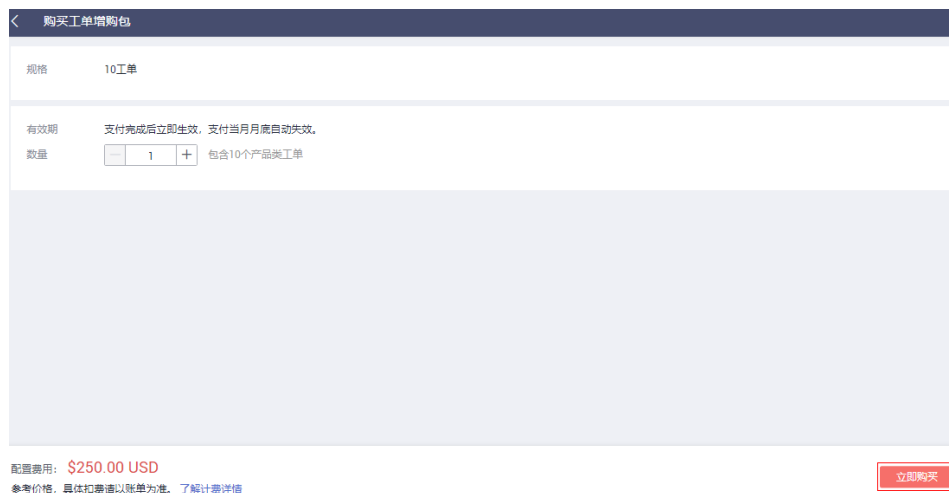 购买工单增购包
规格 10工单
有效期 支付完成后立即生效，支付当月月底自动失效。
数量 1 包含10个产品类工单
配置费用： $250.00 USD
参考价格，具体扣费请以账单为准。 了解计费详情
立即购买